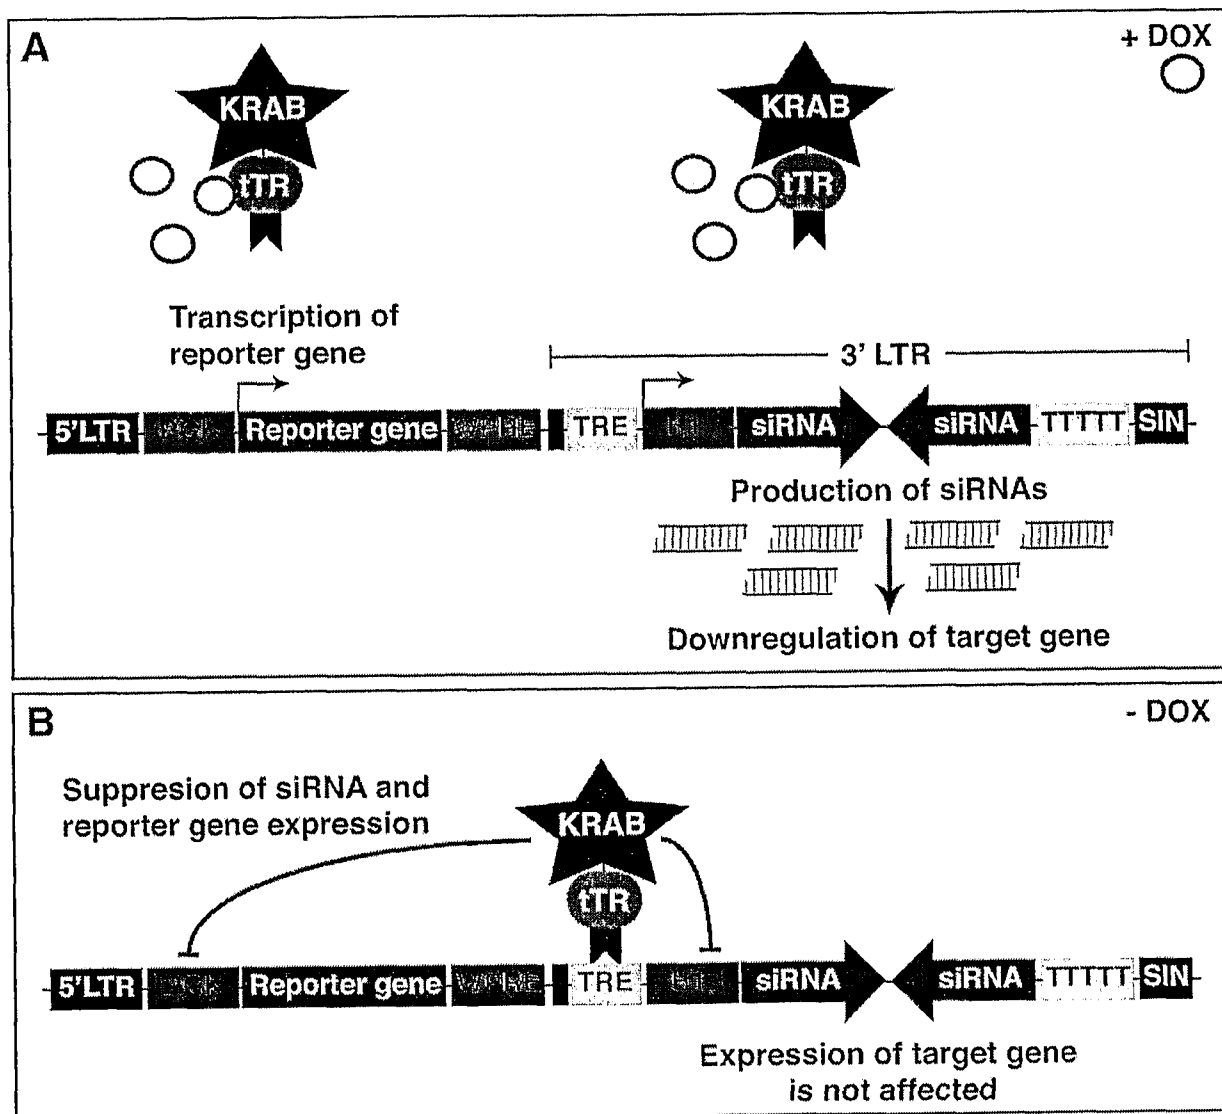 A
+ DOX
KRAB
KRAB
tTR
tTR
Transcription of
reporter gene
3' LTR
5'LTR Reporter gene TRE siRNA siRNA TTTTT SIN
Production of siRNAs
Downregulation of target gene
B
- DOX
Suppresion of siRNA and
reporter gene expression
KRAB
tTR
5'LTR Reporter gene TRE siRNA siRNA TTTTT SIN
Expression of target gene
is not affected